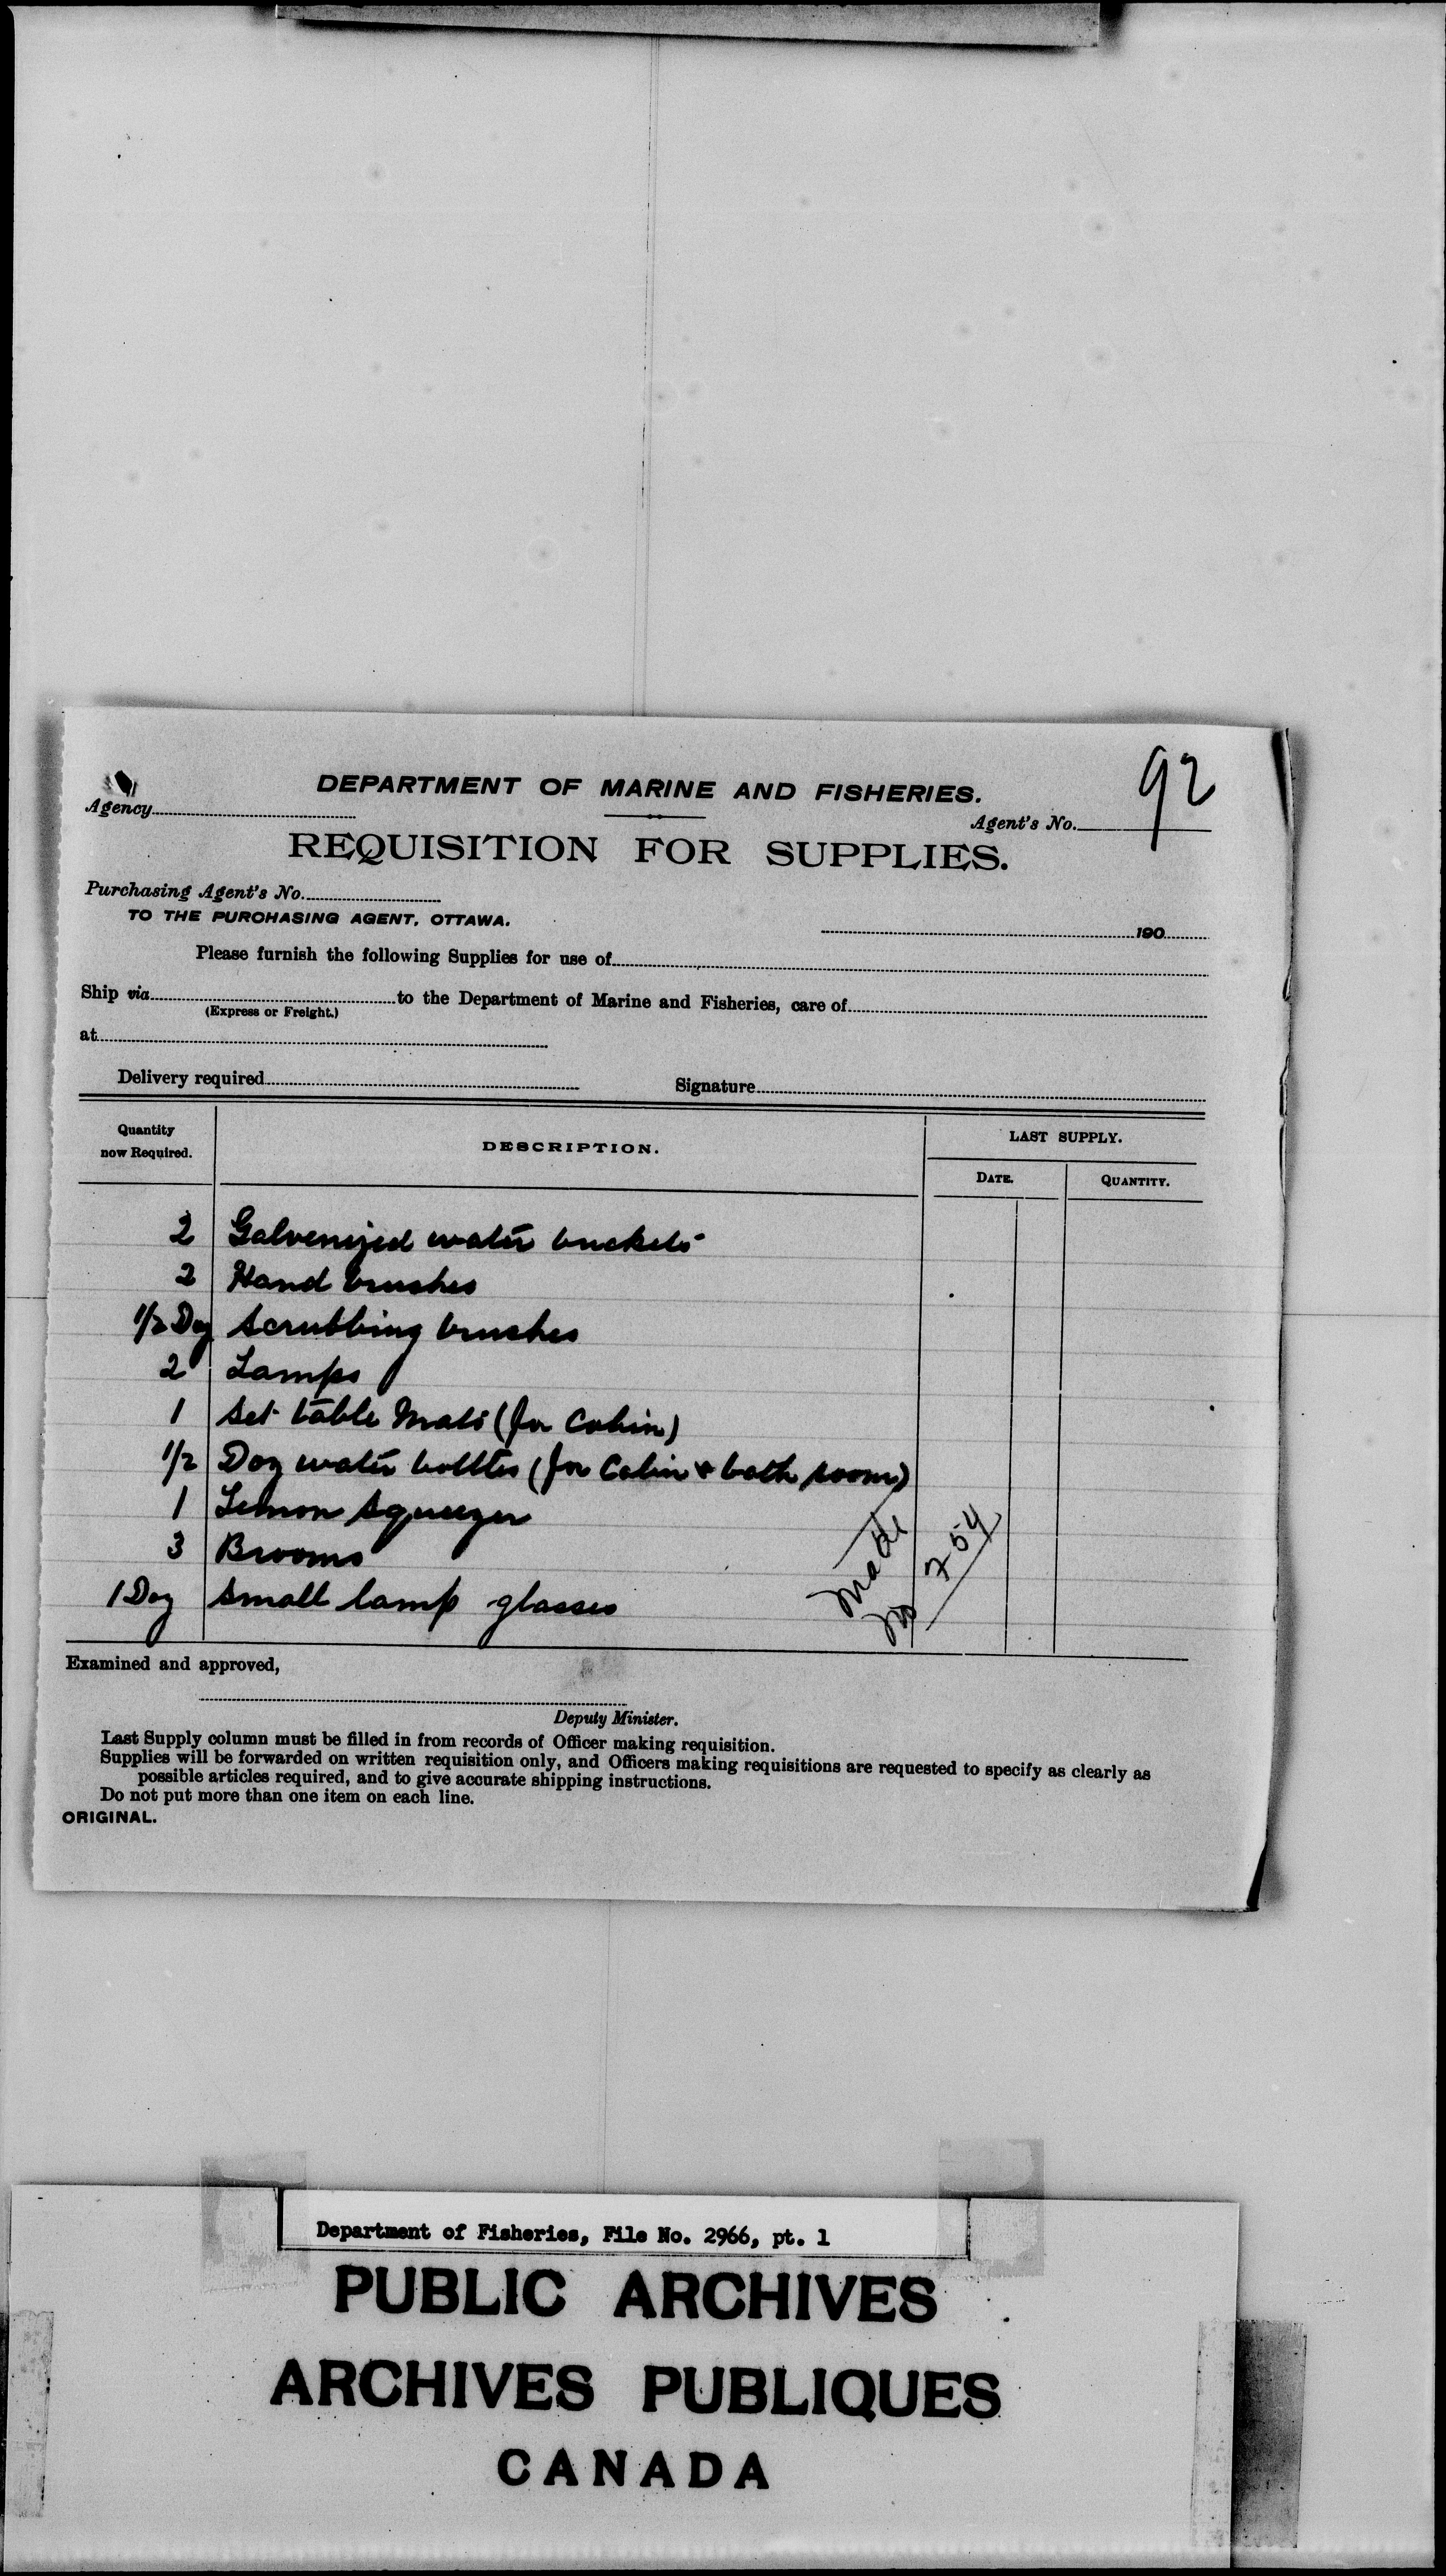 92
DEPARTMENT OF MARINE AND FISHERIES.
Agency
Agent's No.
REQUISITION FOR SUPPLIES.
Purchasing Agent's No.
TO THE PURCHASING AGENT, OTTAWA.
190
Please furnish the following Supplies for use of
Ship via to the Department of Marine and Fisheries, care of
(Express or Freight.)
at
Delivery required Signature
Quantity now Required. DESCRIPTION. LAST SUPPLY.
DATE. QUANTITY.
2 Galvenized water buckets
2 Hand brushes
1/2 Doz Scrubbing brushes
2 Lamps
1 Set table Mats (for Cabin)
1/2 Doz water bottles (for Cabin & bath rooms)
1 Lemon Squeezer
3 Brooms
1 Doz Small lamp glasses
Made
754
Examined and approved,
Deputy Minister.
Last Supply column must be filled in from records of Officer making requisition.
Supplies will be forwarded on written requisition only, and Officers making requisitions are requested to specify as clearly as
possible articles required, and to give accurate shipping instructions.
Do not put more than one item on each line.
ORIGINAL.
Department of Fisheries, File No. 2966, pt. 1
PUBLIC ARCHIVES
ARCHIVES PUBLIQUES
CANADA